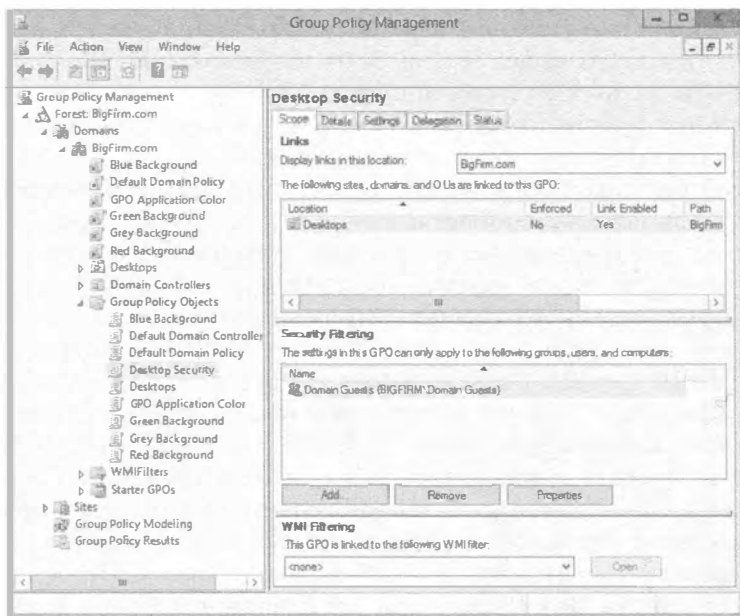 Group Policy Management
File Action View Window Help
Group Policy Management
Forest: BigFirm.com
Domains
BigFirm.com
Blue Background
Default Domain Policy
GPO Application Color
Green Background
Grey Background
Red Background
Desktops
Domain Controllers
Group Policy Objects
Blue Background
Default Domain Controller
Default Domain Policy
Desktop Security
Desktops
GPO Application Color
Green Background
Grey Background
Red Background
WMI Filters
Starter GPOs
Sites
Group Policy Modeling
Group Policy Results
Desktop Security
Scope Details Settings Delegation Status
Links
Display links in this location: BigFirm.com
The following sites, domains, and OUs are linked to this GPO:
Location Enforced Link Enabled Path
Desktops No Yes BigFirm
Security Filtering
The settings in this GPO can only apply to the following groups, users, and computers:
Name
Domain Guests (BIGFIRM\Domain Guests)
Add... Remove Properties
WMI Filtering
This GPO is linked to the following WMI filter:
<none> Open